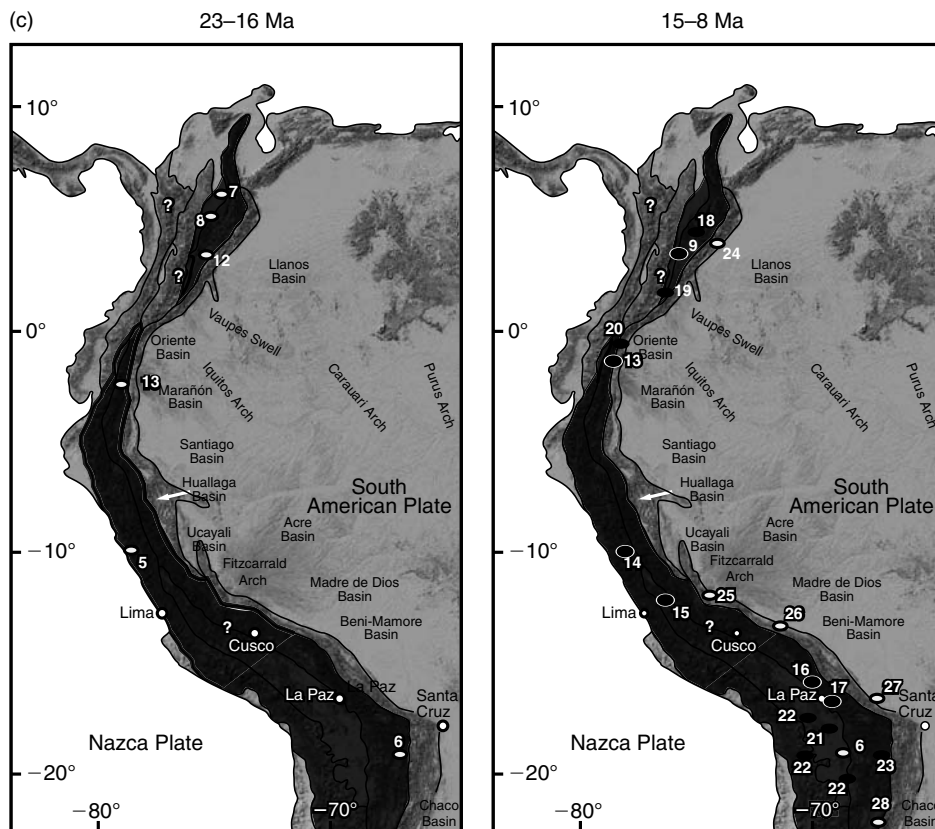 (c)
23–16 Ma
10°
0°
−10°
−20°
−80°
−70°
?
7
8
12
?
Llanos
Basin
Vaupes Swell
Oriente
Basin
13
Marañón
Basin
Iquitos Arch
Carauari Arch
Purus Arch
Santiago
Basin
Huallaga
Basin
South
American Plate
Ucayali
Basin
Acre
Basin
Fitzcarrald
Arch
5
Madre de Dios
Basin
Lima
?
Cusco
Beni-Mamore
Basin
La Paz
La Paz
Santa
Cruz
Nazca Plate
6
Chaco
Basin
15–8 Ma
10°
0°
−10°
−20°
−80°
−70°
?
18
9
24
?
Llanos
Basin
19
Vaupes Swell
20
Oriente
Basin
13
Marañón
Basin
Iquitos Arch
Carauari Arch
Purus Arch
Santiago
Basin
Huallaga
Basin
South
American Plate
Ucayali
Basin
Acre
Basin
14
Fitzcarrald
Arch
25
Madre de Dios
Basin
Lima
15
?
Cusco
26
Beni-Mamore
Basin
16
La Paz
17
27
Santa
Cruz
22
21
Nazca Plate
6
22
23
22
28
Chaco
Basin